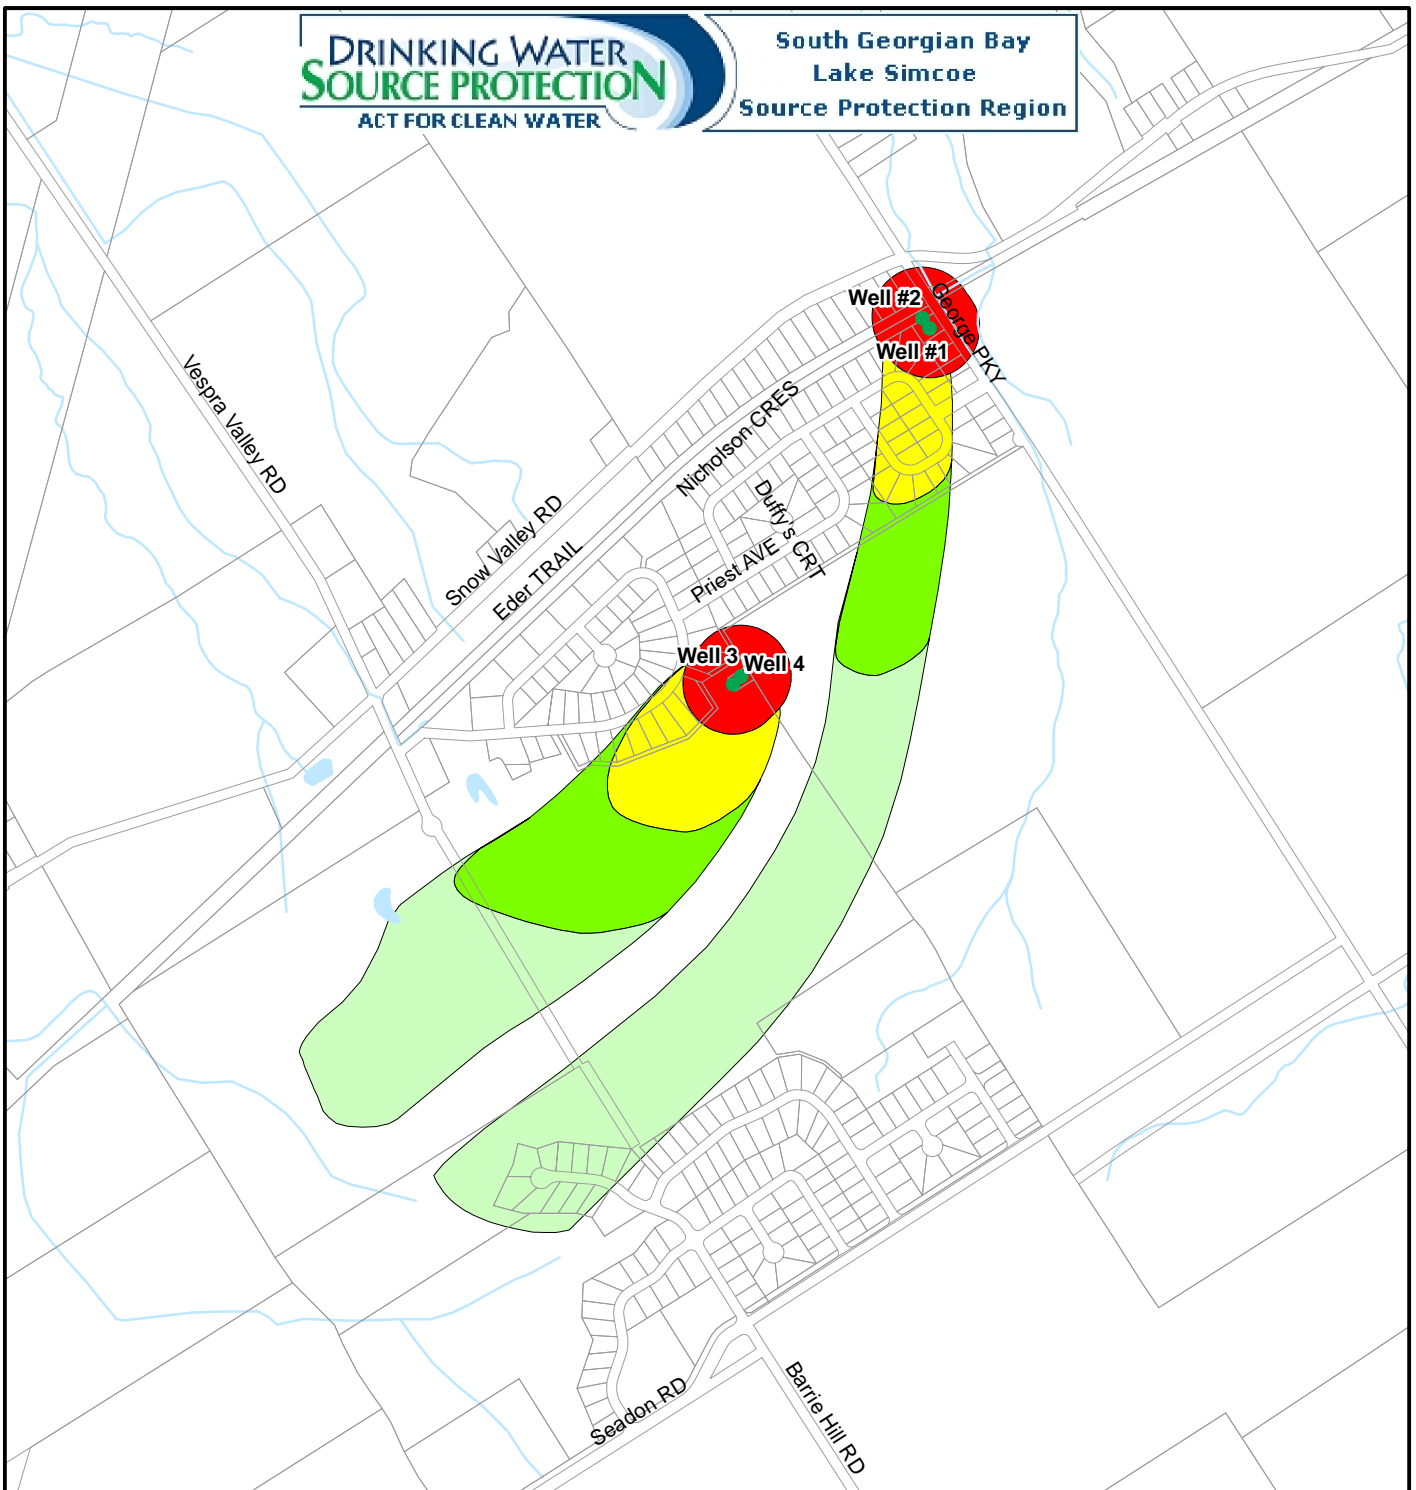 DRINKING WATER
SOURCE PROTECTION
ACT FOR CLEAN WATER
South Georgian Bay
Lake Simcoe
Source Protection Region
Well #2
George PKY
Well #1
Vespra Valley RD
Nicholson CRES
Snow Valley RD
Duffy's CRT
Eder TRAIL
Priest AVE
Well 3
Well 4
Seadon RD
Barrie Hill RD